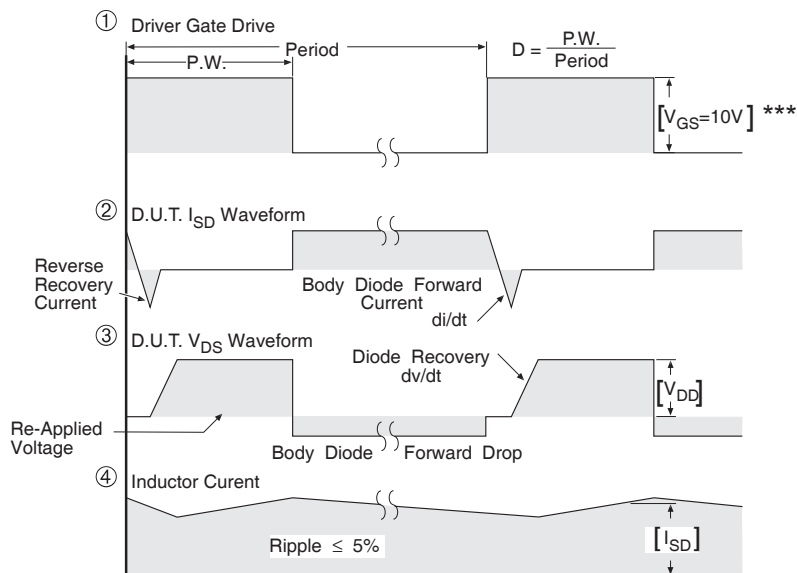 ① Driver Gate Drive
Period
P.W.
D = P.W. / Period
[VGS=10V] ***
② D.U.T. ISD Waveform
Reverse
Recovery
Current
Body Diode Forward
Current
di/dt
③ D.U.T. VDS Waveform
Diode Recovery
dv/dt
[VDD]
Re-Applied
Voltage
Body Diode Forward Drop
④ Inductor Curent
Ripple ≤ 5%
[ISD]